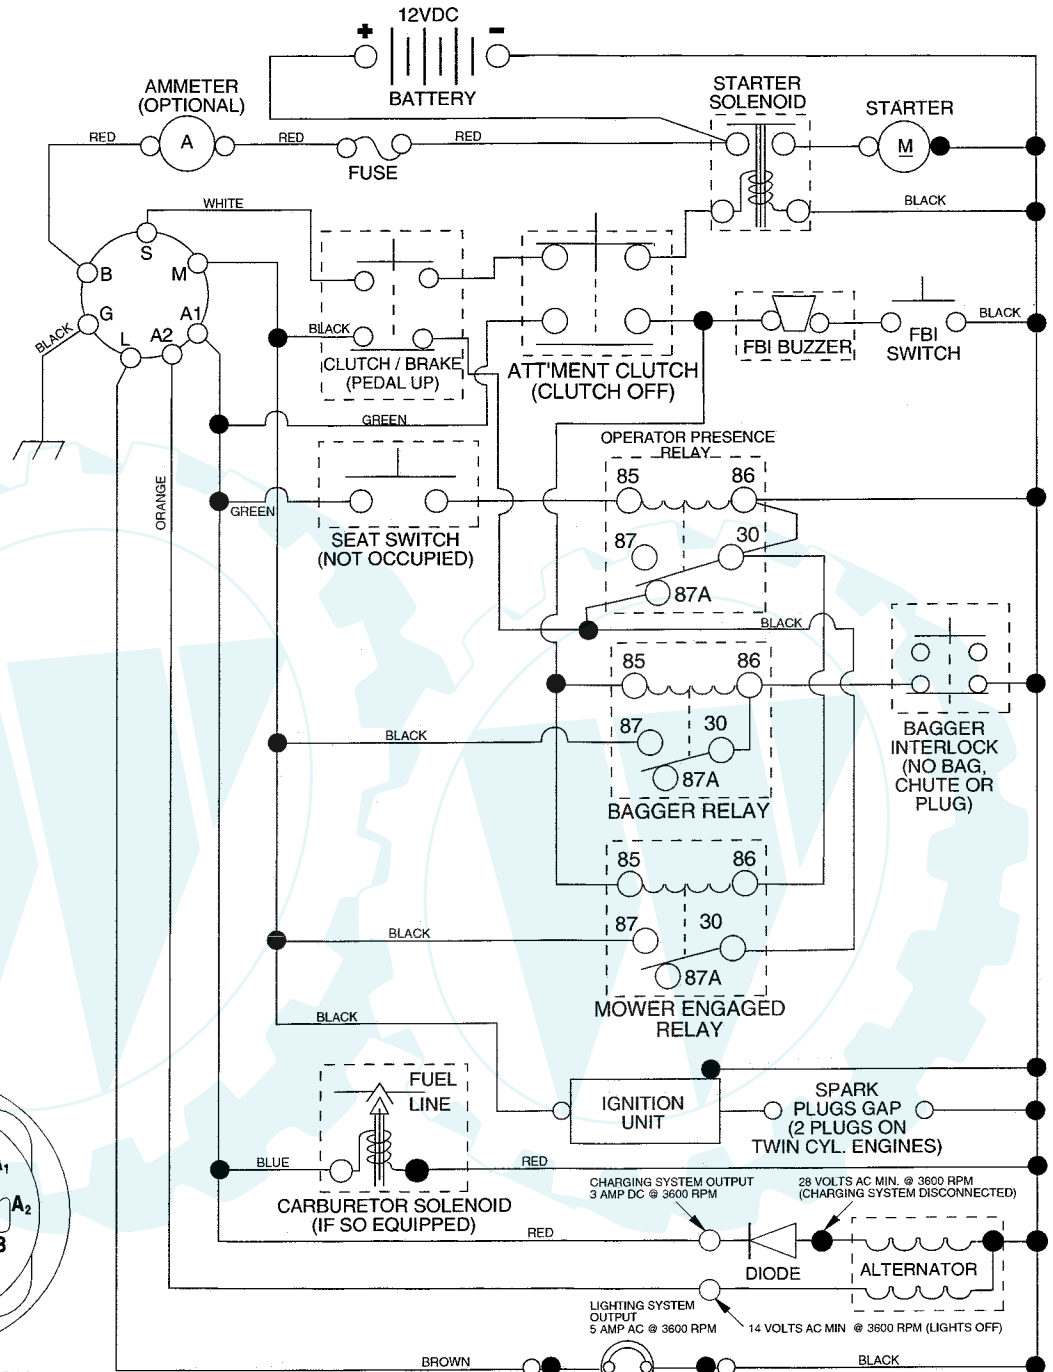 12VDC
+
-
BATTERY
AMMETER
(OPTIONAL)
STARTER
SOLENOID
STARTER
RED
A
RED
FUSE
RED
M
WHITE
BLACK
S
B
M
G
A1
L
A2
BLACK
BLACK
CLUTCH / BRAKE
(PEDAL UP)
ATT'MENT CLUTCH
(CLUTCH OFF)
FBI BUZZER
FBI
SWITCH
BLACK
GREEN
OPERATOR PRESENCE
RELAY
ORANGE
GREEN
SEAT SWITCH
(NOT OCCUPIED)
85
86
87
30
87A
BLACK
85
86
87
30
87A
BLACK
BAGGER RELAY
BAGGER
INTERLOCK
(NO BAG,
CHUTE OR
PLUG)
85
86
87
30
87A
BLACK
MOWER ENGAGED
RELAY
BLACK
FUEL
LINE
IGNITION
UNIT
SPARK
PLUGS GAP
(2 PLUGS ON
TWIN CYL. ENGINES)
BLUE
RED
CARBURETOR SOLENOID
(IF SO EQUIPPED)
CHARGING SYSTEM OUTPUT
3 AMP DC @ 3600 RPM
28 VOLTS AC MIN. @ 3600 RPM
(CHARGING SYSTEM DISCONNECTED)
RED
DIODE
ALTERNATOR
LIGHTING SYSTEM
OUTPUT
5 AMP AC @ 3600 RPM
14 VOLTS AC MIN @ 3600 RPM (LIGHTS OFF)
BROWN
BLACK
A2